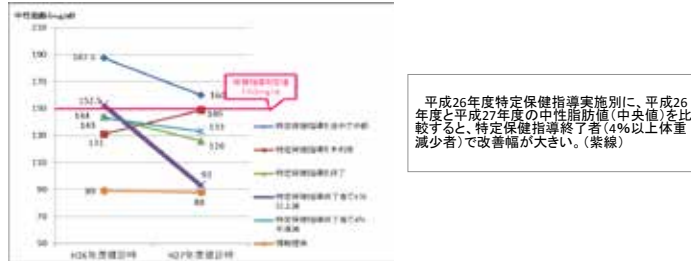 中性脂肪(mg/dl)
210
190
170
150
130
110
90
70
50
187.5
160
152.5
144
143
131
149
133
126
93
89
88
特定保健指導を途中で中断
特定保健指導を未利用
特定保健指導を終了
特定保健指導終了者で4%
以上減
特定保健指導終了者で4%
未満減
情報提供
H26年度健診時
H27年度健診時
平成26年度特定保健指導実施別に、平成26
年度と平成27年度の中性脂肪値(中央値)を比
較すると、特定保健指導終了者(4%以上体重
減少者)で改善幅が大きい。(紫線)